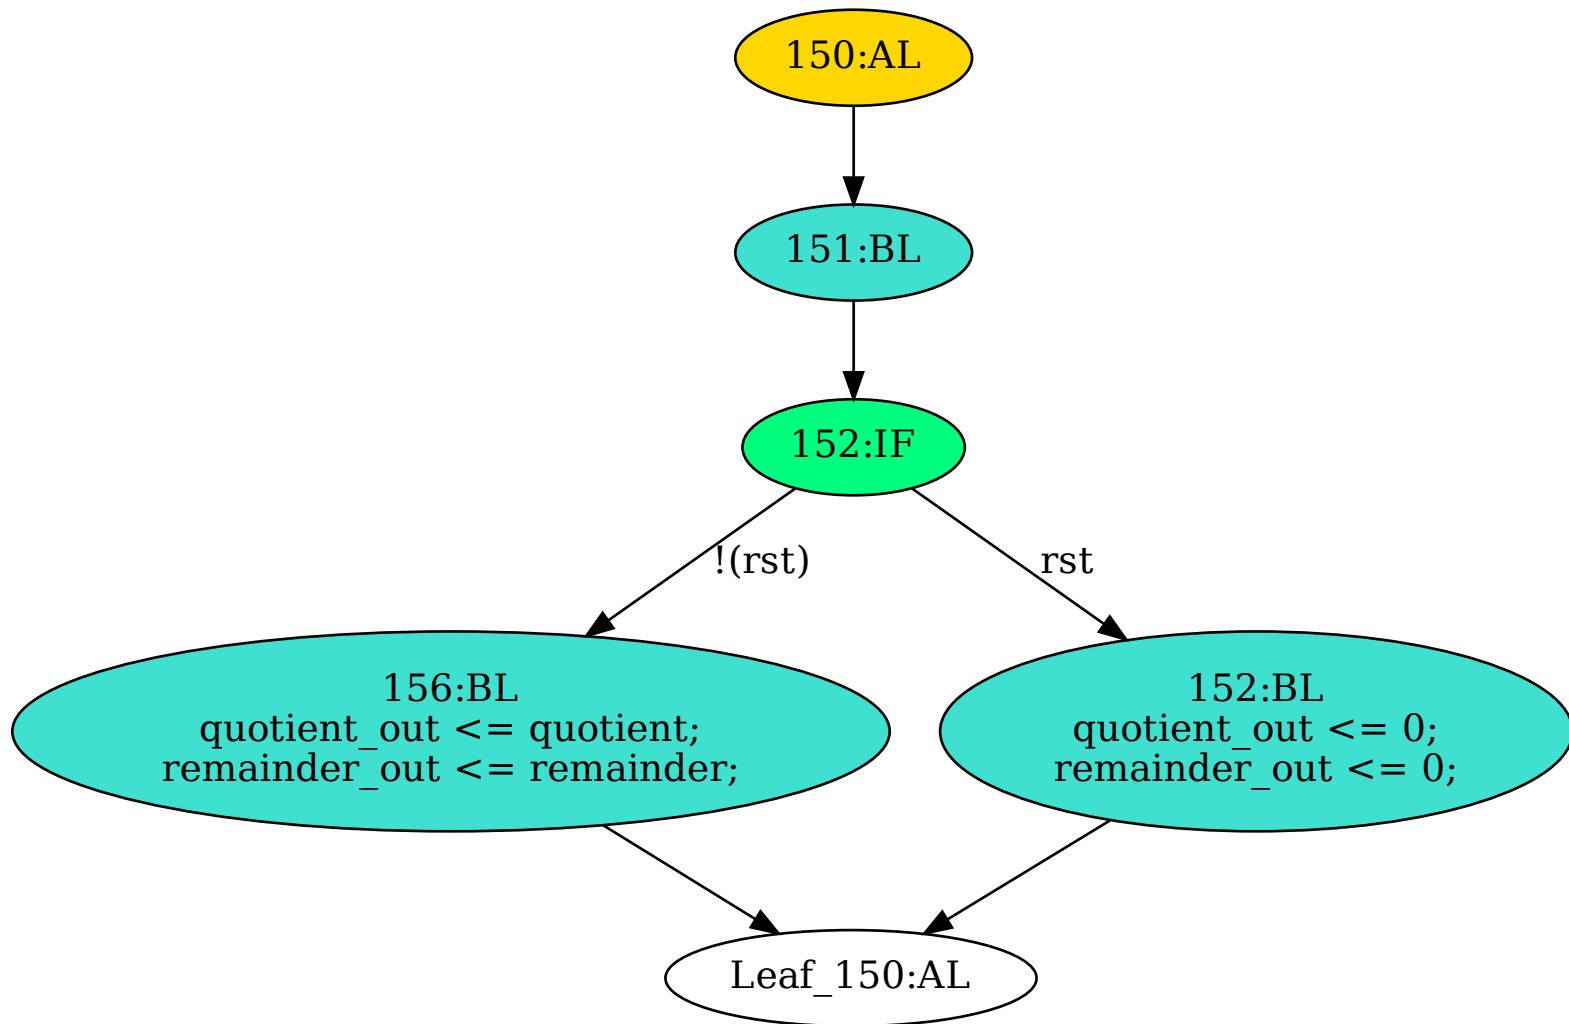 150:AL
151:BL
152:IF
!(rst)
rst
156:BL
quotient_out <= quotient;
remainder_out <= remainder;
152:BL
quotient_out <= 0;
remainder_out <= 0;
Leaf_150:AL